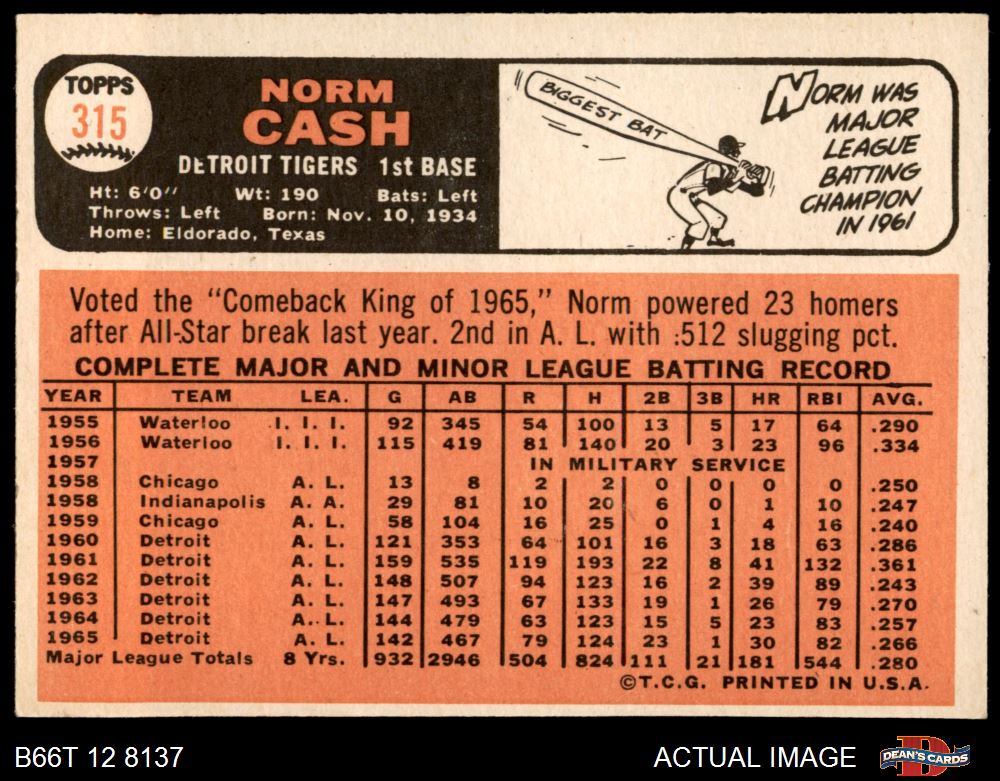 TOPPS
315
NORM
CASH
DETROIT TIGERS 1st BASE
Ht: 6'0" Wt: 190 Bats: Left
Throws: Left Born: Nov. 10, 1934
Home: Eldorado, Texas
BIGGEST BAT
NORM WAS
MAJOR
LEAGUE
BATTING
CHAMPION
IN 1961
Voted the "Comeback King of 1965," Norm powered 23 homers
after All-Star break last year. 2nd in A. L. with .512 slugging pct.
COMPLETE MAJOR AND MINOR LEAGUE BATTING RECORD
YEAR TEAM LEA. G AB R H 2B 3B HR RBI AVG.
1955 Waterloo I. I. I. 92 345 54 100 13 5 17 64 .290
1956 Waterloo I. I. I. 115 419 81 140 20 3 23 96 .334
1957 IN MILITARY SERVICE
1958 Chicago A. L. 13 8 2 2 0 0 0 0 .250
1958 Indianapolis A. A. 29 81 10 20 6 0 1 10 .247
1959 Chicago A. L. 58 104 16 25 0 1 4 16 .240
1960 Detroit A. L. 121 353 64 101 16 3 18 63 .286
1961 Detroit A. L. 159 535 119 193 22 8 41 132 .361
1962 Detroit A. L. 148 507 94 123 16 2 39 89 .243
1963 Detroit A. L. 147 493 67 133 19 1 26 79 .270
1964 Detroit A. L. 144 479 63 123 15 5 23 83 .257
1965 Detroit A. L. 142 467 79 124 23 1 30 82 .266
Major League Totals 8 Yrs. 932 2946 504 824 111 21 181 544 .280
©T.C.G. PRINTED IN U.S.A.
B66T 12 8137
ACTUAL IMAGE
DEAN'S CARDS